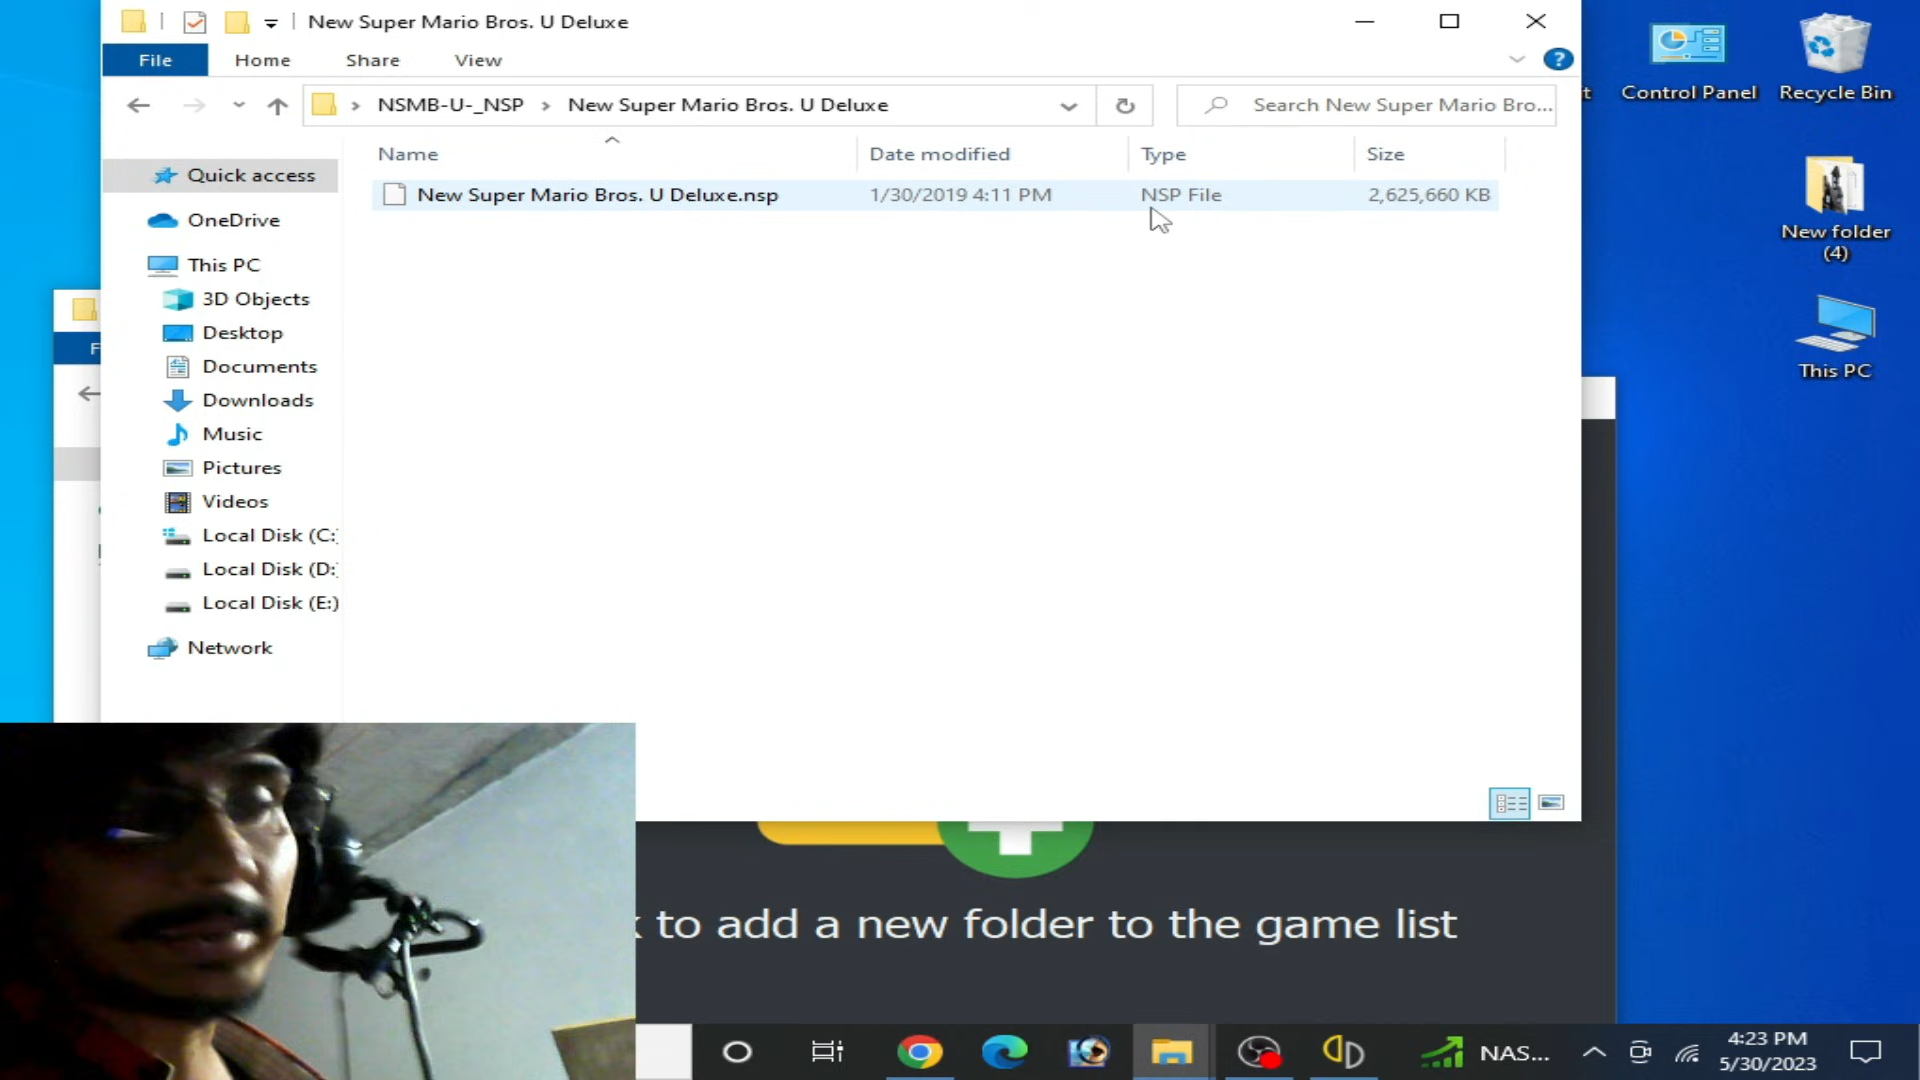 New Super Mario Bros. U Deluxe
File Home Share View
NSMB-U-_NSP New Super Mario Bros. U Deluxe
Search New Super Mario Bro...
Name Date modified Type Size
New Super Mario Bros. U Deluxe.nsp 1/30/2019 4:11 PM NSP File 2,625,660 KB
Quick access
OneDrive
This PC
3D Objects
Desktop
Documents
Downloads
Music
Pictures
Videos
Local Disk (C:
Local Disk (D:
Local Disk (E:)
Network
Control Panel
Recycle Bin
New folder
(4)
This PC
to add a new folder to the game list
NAS...
4:23 PM
5/30/2023